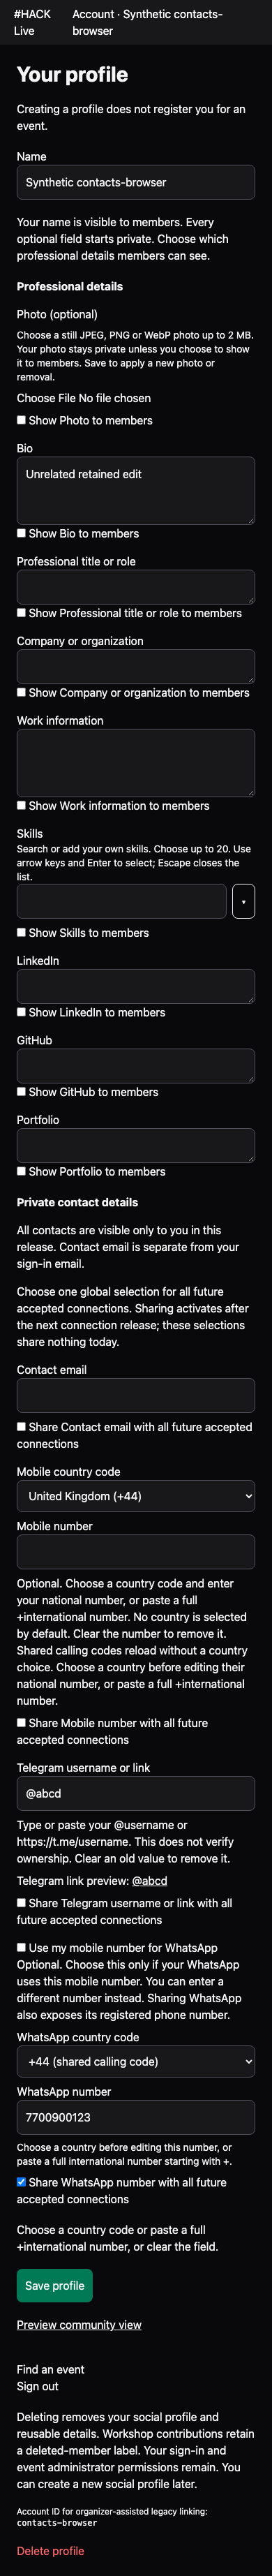 #HACK Live
Account · Synthetic contacts-browser
Your profile
Creating a profile does not register you for an
event.
Name
Synthetic contacts-browser
Your name is visible to members. Every
optional field starts private. Choose which
professional details members can see.
Professional details
Photo (optional)
Choose a still JPEG, PNG or WebP photo up to 2 MB.
Your photo stays private unless you choose to show
it to members. Save to apply a new photo or
removal.
Choose File No file chosen
Show Photo to members
Bio
Unrelated retained edit
Show Bio to members
Professional title or role
Show Professional title or role to members
Company or organization
Show Company or organization to members
Work information
Show Work information to members
Skills
Search or add your own skills. Choose up to 20. Use
arrow keys and Enter to select; Escape closes the
list.
Show Skills to members
LinkedIn
Show LinkedIn to members
GitHub
Show GitHub to members
Portfolio
Show Portfolio to members
Private contact details
All contacts are visible only to you in this
release. Contact email is separate from your
sign-in email.
Choose one global selection for all future
accepted connections. Sharing activates after
the next connection release; these selections
share nothing today.
Contact email
Share Contact email with all future accepted
connections
Mobile country code
United Kingdom (+44)
Mobile number
Optional. Choose a country code and enter
your national number, or paste a full
+international number. No country is selected
by default. Clear the number to remove it.
Shared calling codes reload without a country
choice. Choose a country before editing their
national number, or paste a full +international
number.
Share Mobile number with all future
accepted connections
Telegram username or link
@abcd
Type or paste your @username or
https://t.me/username. This does not verify
ownership. Clear an old value to remove it.
Telegram link preview: @abcd
Share Telegram username or link with all
future accepted connections
Use my mobile number for WhatsApp
Optional. Choose this only if your WhatsApp
uses this mobile number. You can enter a
different number instead. Sharing WhatsApp
also exposes its registered phone number.
WhatsApp country code
+44 (shared calling code)
WhatsApp number
7700900123
Choose a country before editing this number, or
paste a full international number starting with +.
Share WhatsApp number with all future
accepted connections
Choose a country code or paste a full
+international number, or clear the field.
Save profile
Preview community view
Find an event
Sign out
Deleting removes your social profile and
reusable details. Workshop contributions retain
a deleted-member label. Your sign-in and
event administrator permissions remain. You
can create a new social profile later.
Account ID for organizer-assisted legacy linking:
contacts-browser
Delete profile